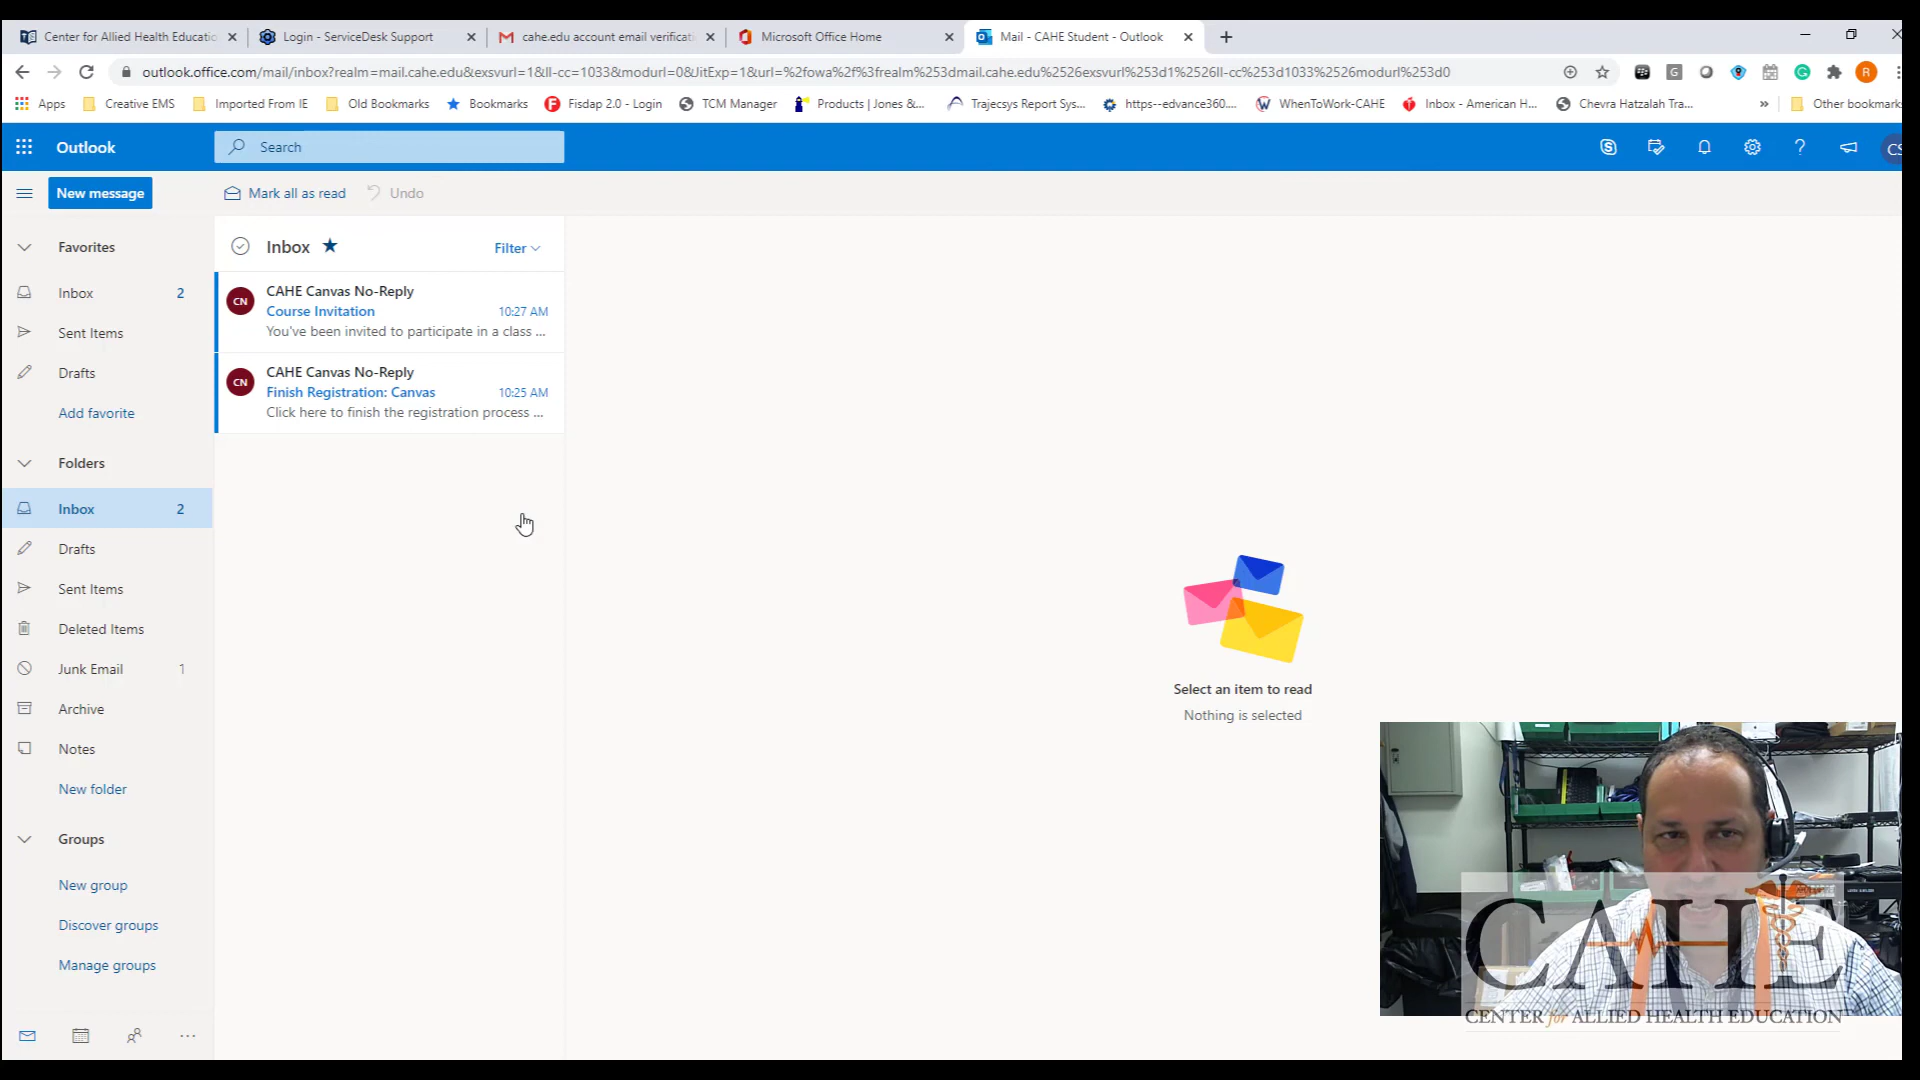 Center for Allied Health Educatio
Login - ServiceDesk Support
cahe.edu account email verificati
Microsoft Office Home
Mail - CAHE Student - Outlook
outlook.office.com/mail/inbox?realm=mail.cahe.edu&exsvurl=1&ll-cc=1033&modurl=0&JitExp=1&url=%2fowa%2f%3frealm%253dmail.cahe.edu%2526exsvurl%253d1%2526ll-cc%253d1033%2526modurl%253d0
R
Apps
Creative EMS
Imported From IE
Old Bookmarks
Bookmarks
Fisdap 2.0 - Login
TCM Manager
Products | Jones &...
Trajecsys Report Sys...
https--edvance360....
WhenToWork-CAHE
Inbox - American H...
Chevra Hatzalah Tra...
»
Other bookmark
Outlook
Search
CS
New message
Mark all as read
Undo
Favorites
Inbox 2
Sent Items
Drafts
Add favorite
Folders
Inbox 2
Drafts
Sent Items
Deleted Items
Junk Email 1
Archive
Notes
New folder
Groups
New group
Discover groups
Manage groups
Inbox
Filter
CN
CAHE Canvas No-Reply
Course Invitation 10:27 AM
You've been invited to participate in a class ...
CN
CAHE Canvas No-Reply
Finish Registration: Canvas 10:25 AM
Click here to finish the registration process ...
Select an item to read
Nothing is selected
CAHE
CENTER for ALLIED HEALTH EDUCATION